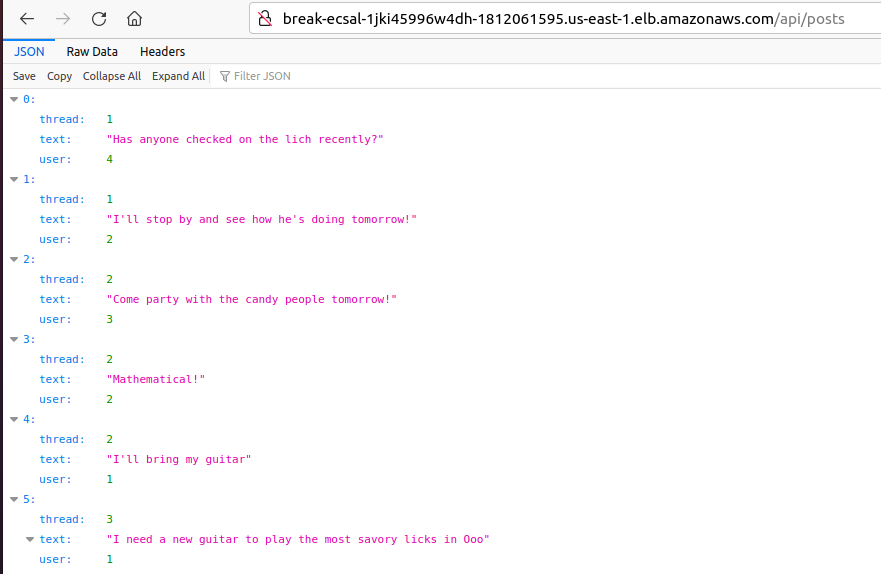 break-ecsal-1jki45996w4dh-1812061595.us-east-1.elb.amazonaws.com/api/posts
JSON Raw Data Headers
Save Copy Collapse All Expand All Filter JSON
0:
thread: 1
text: "Has anyone checked on the lich recently?"
user: 4
1:
thread: 1
text: "I'll stop by and see how he's doing tomorrow!"
user: 2
2:
thread: 2
text: "Come party with the candy people tomorrow!"
user: 3
3:
thread: 2
text: "Mathematical!"
user: 2
4:
thread: 2
text: "I'll bring my guitar"
user: 1
5:
thread: 3
text: "I need a new guitar to play the most savory licks in Ooo"
user: 1